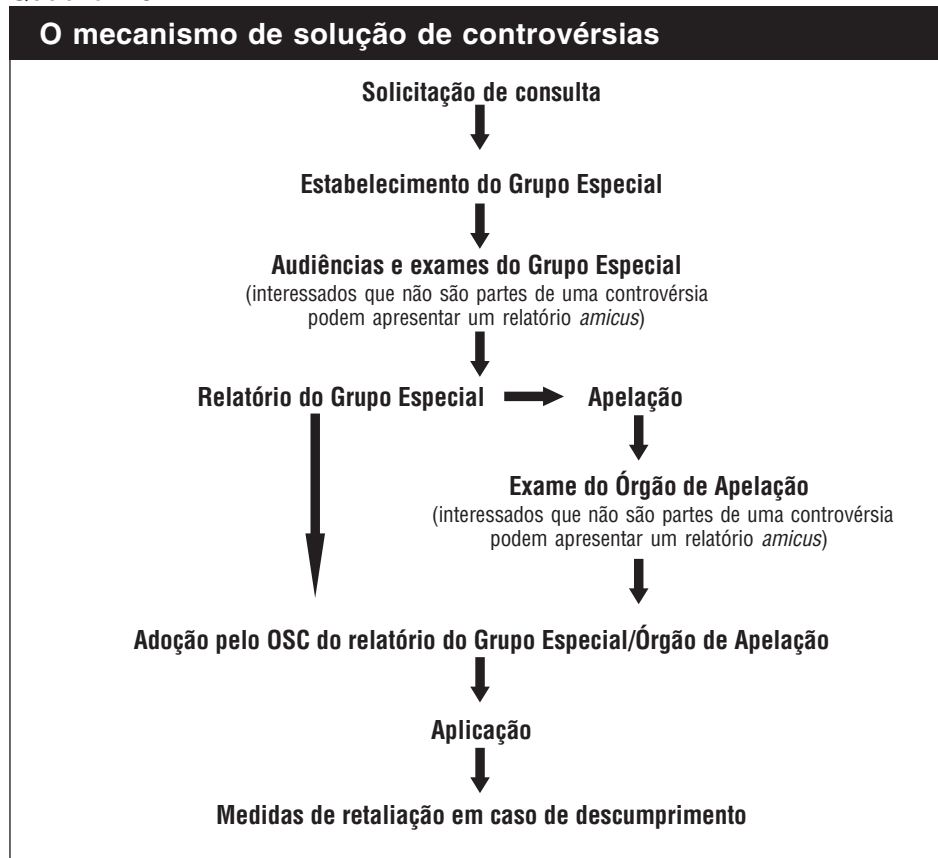 O mecanismo de solução de controvérsias
Solicitação de consulta
Estabelecimento do Grupo Especial
Audiências e exames do Grupo Especial
(interessados que não são partes de uma controvérsia
podem apresentar um relatório amicus)
Relatório do Grupo Especial
Apelação
Exame do Órgão de Apelação
(interessados que não são partes de uma controvérsia
podem apresentar um relatório amicus)
Adoção pelo OSC do relatório do Grupo Especial/Órgão de Apelação
Aplicação
Medidas de retaliação em caso de descumprimento